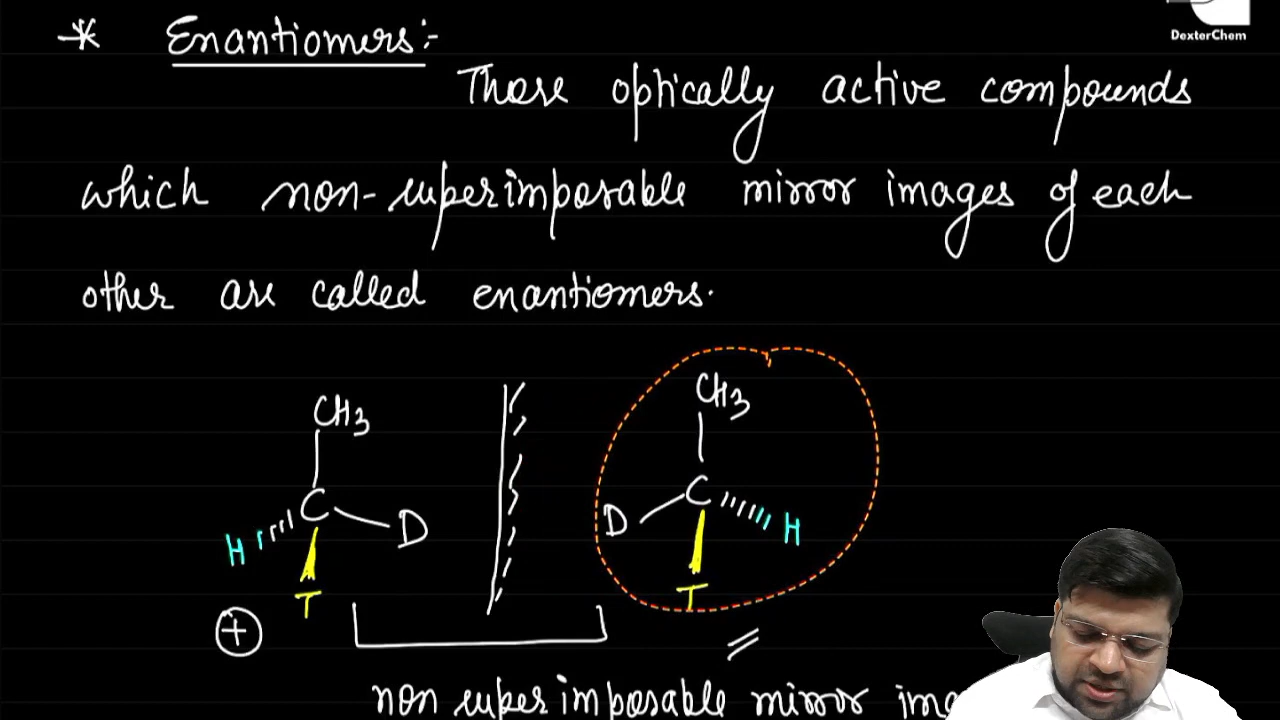 DexterChem
* Enantiomers:-
Those optically active compounds
which non-superimposable mirror images of each
other are called enantiomers.
CH3 CH3
C D D C H
H T T
+
non superimposable mirror